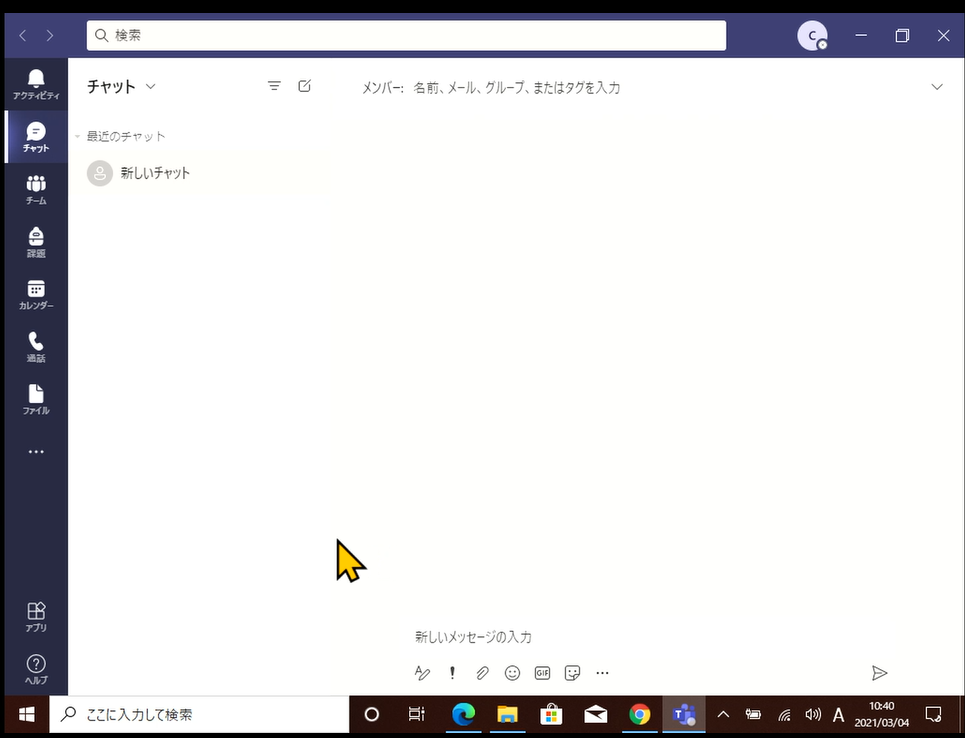 検索
C
アクティビティ
チャット
チーム
課題
カレンダー
通話
ファイル
アプリ
ヘルプ
チャット
最近のチャット
新しいチャット
メンバー: 名前、メール、グループ、またはタグを入力
新しいメッセージの入力
GIF
ここに入力して検索
A
10:40
2021/03/04